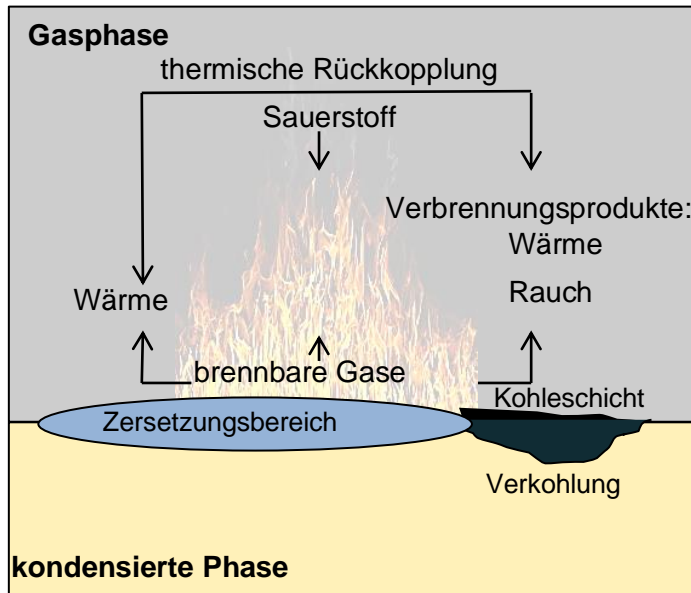 Gasphase
thermische Rückkopplung
Sauerstoff
Verbrennungsprodukte:
Wärme
Wärme
Rauch
brennbare Gase
Kohleschicht
Zersetzungsbereich
Verkohlung
kondensierte Phase